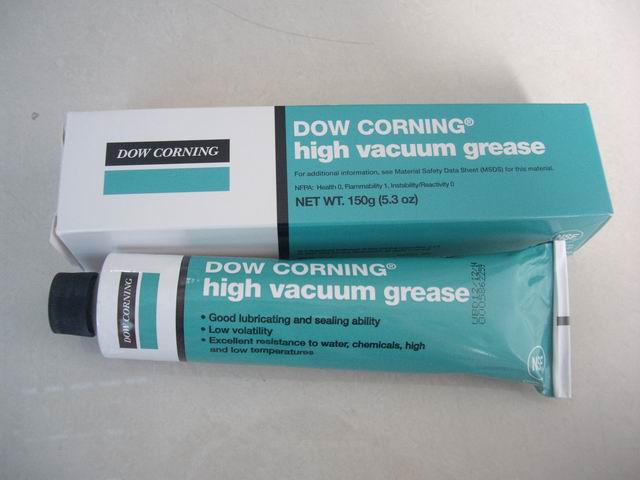 DOW CORNING
DOW CORNING®
high vacuum grease
For additional information, see Material Safety Data Sheet (MSDS) for this material.
NFPA: Health 0, Flammability 1, Instability/Reactivity 0
NET WT. 150g (5.3 oz)
NSF
DOW CORNING
DOW CORNING®
high vacuum grease
• Good lubricating and sealing ability
• Low volatility
• Excellent resistance to water, chemicals, high
and low temperatures
NSF